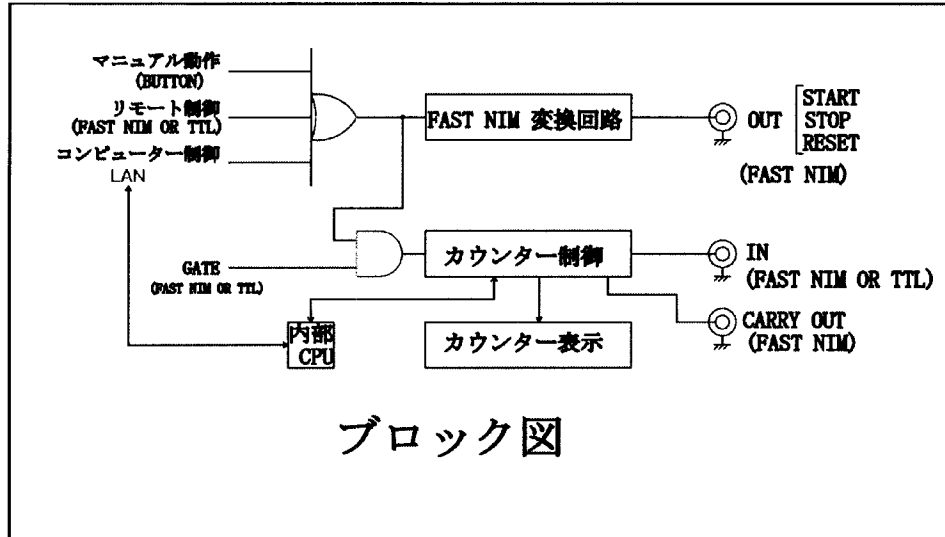 マニュアル動作
(BUTTON)
リモート制御
(FAST NIM OR TTL)
コンピューター制御
LAN
FAST NIM 変換回路
OUT
START
STOP
RESET
(FAST NIM)
GATE
(FAST NIM OR TTL)
カウンター制御
IN
(FAST NIM OR TTL)
内部
CPU
カウンター表示
CARRY OUT
(FAST NIM)
ブロック図